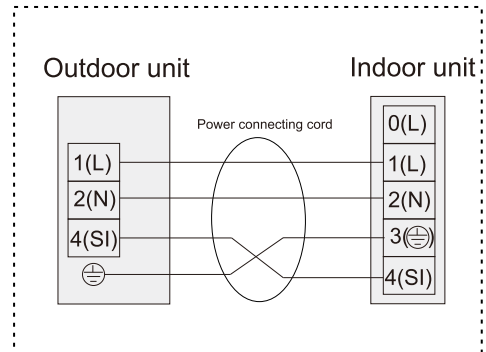 Outdoor unit
Indoor unit
Power connecting cord
1(L)
2(N)
4(SI)
0(L)
1(L)
2(N)
3(⏚)
4(SI)